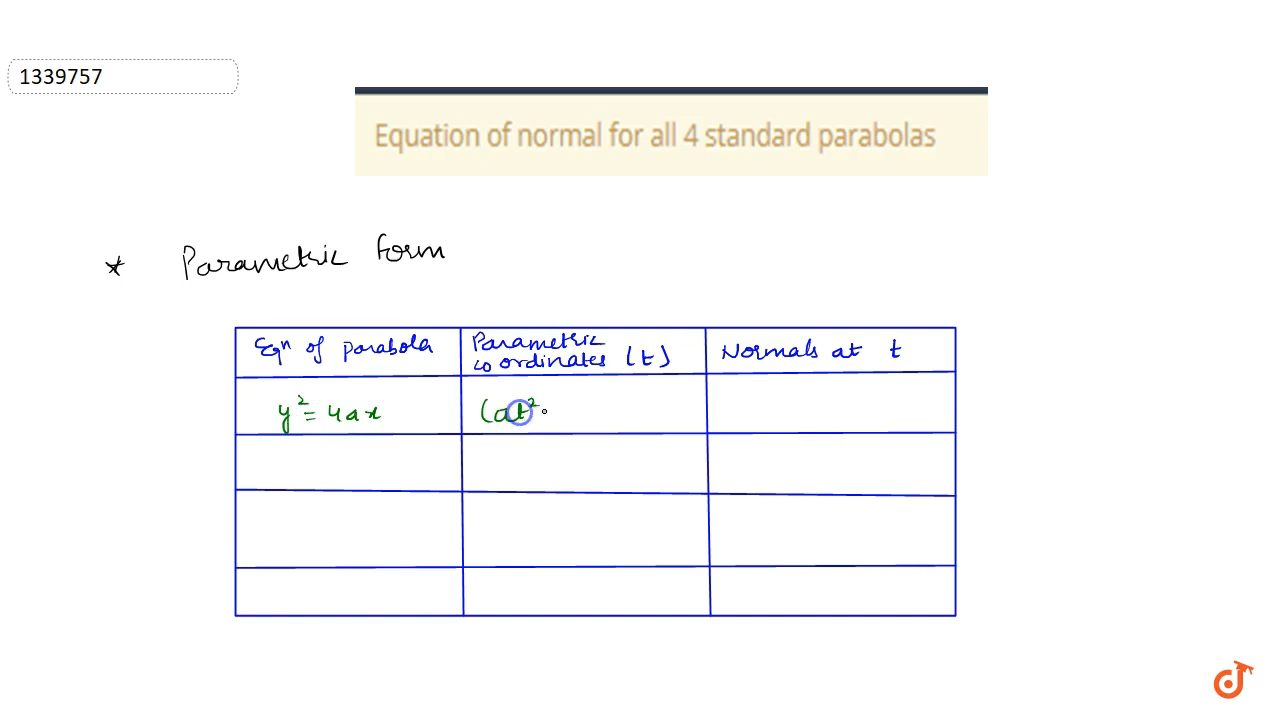 1339757
Equation of normal for all 4 standard parabolas
* Parametric form
Eqⁿ of parabola
Parametric
coordinates (t)
Normals at t
y² = 4ax
(at²